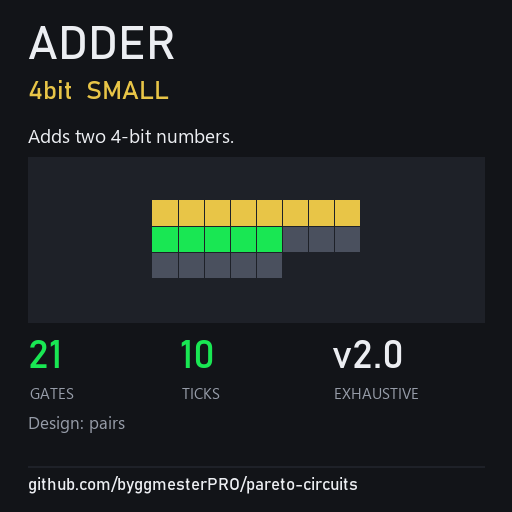 ADDER
4bit SMALL
Adds two 4-bit numbers.
21 10 v2.0
GATES TICKS EXHAUSTIVE
Design: pairs
github.com/byggmesterPRO/pareto-circuits